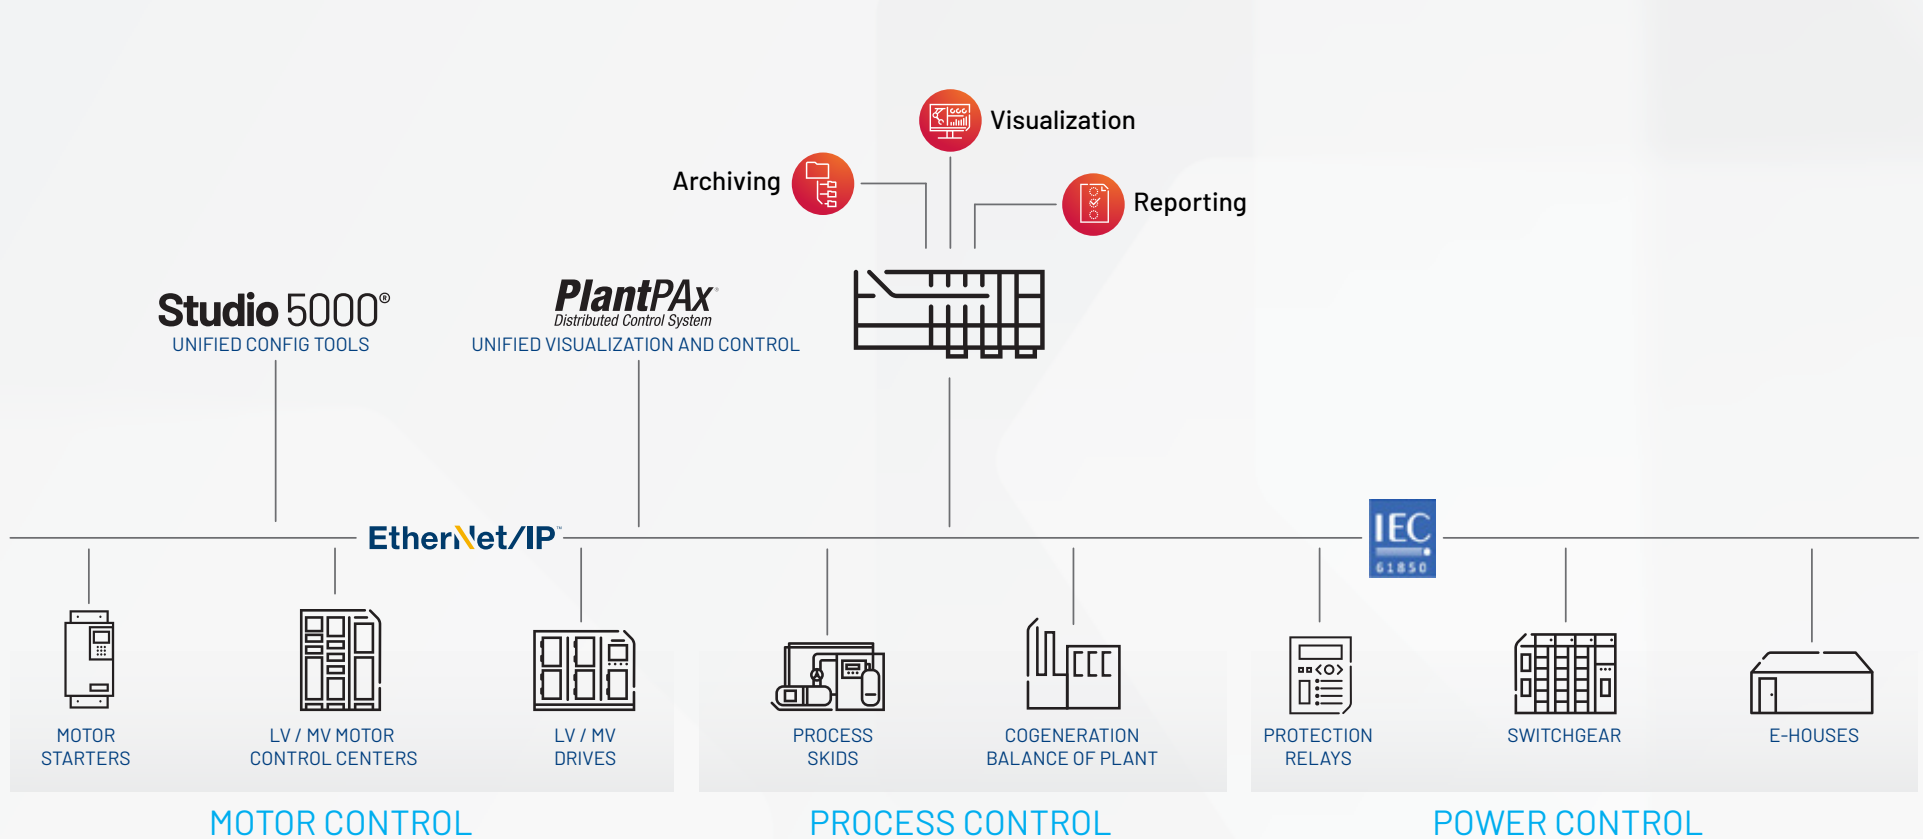 Visualization
Archiving
Reporting
Studio 5000®
UNIFIED CONFIG TOOLS
PlantPAx®
Distributed Control System
UNIFIED VISUALIZATION AND CONTROL
EtherNet/IP™
IEC
61850
MOTOR
STARTERS
LV / MV MOTOR
CONTROL CENTERS
LV / MV
DRIVES
PROCESS
SKIDS
COGENERATION
BALANCE OF PLANT
PROTECTION
RELAYS
SWITCHGEAR
E-HOUSES
MOTOR CONTROL
PROCESS CONTROL
POWER CONTROL